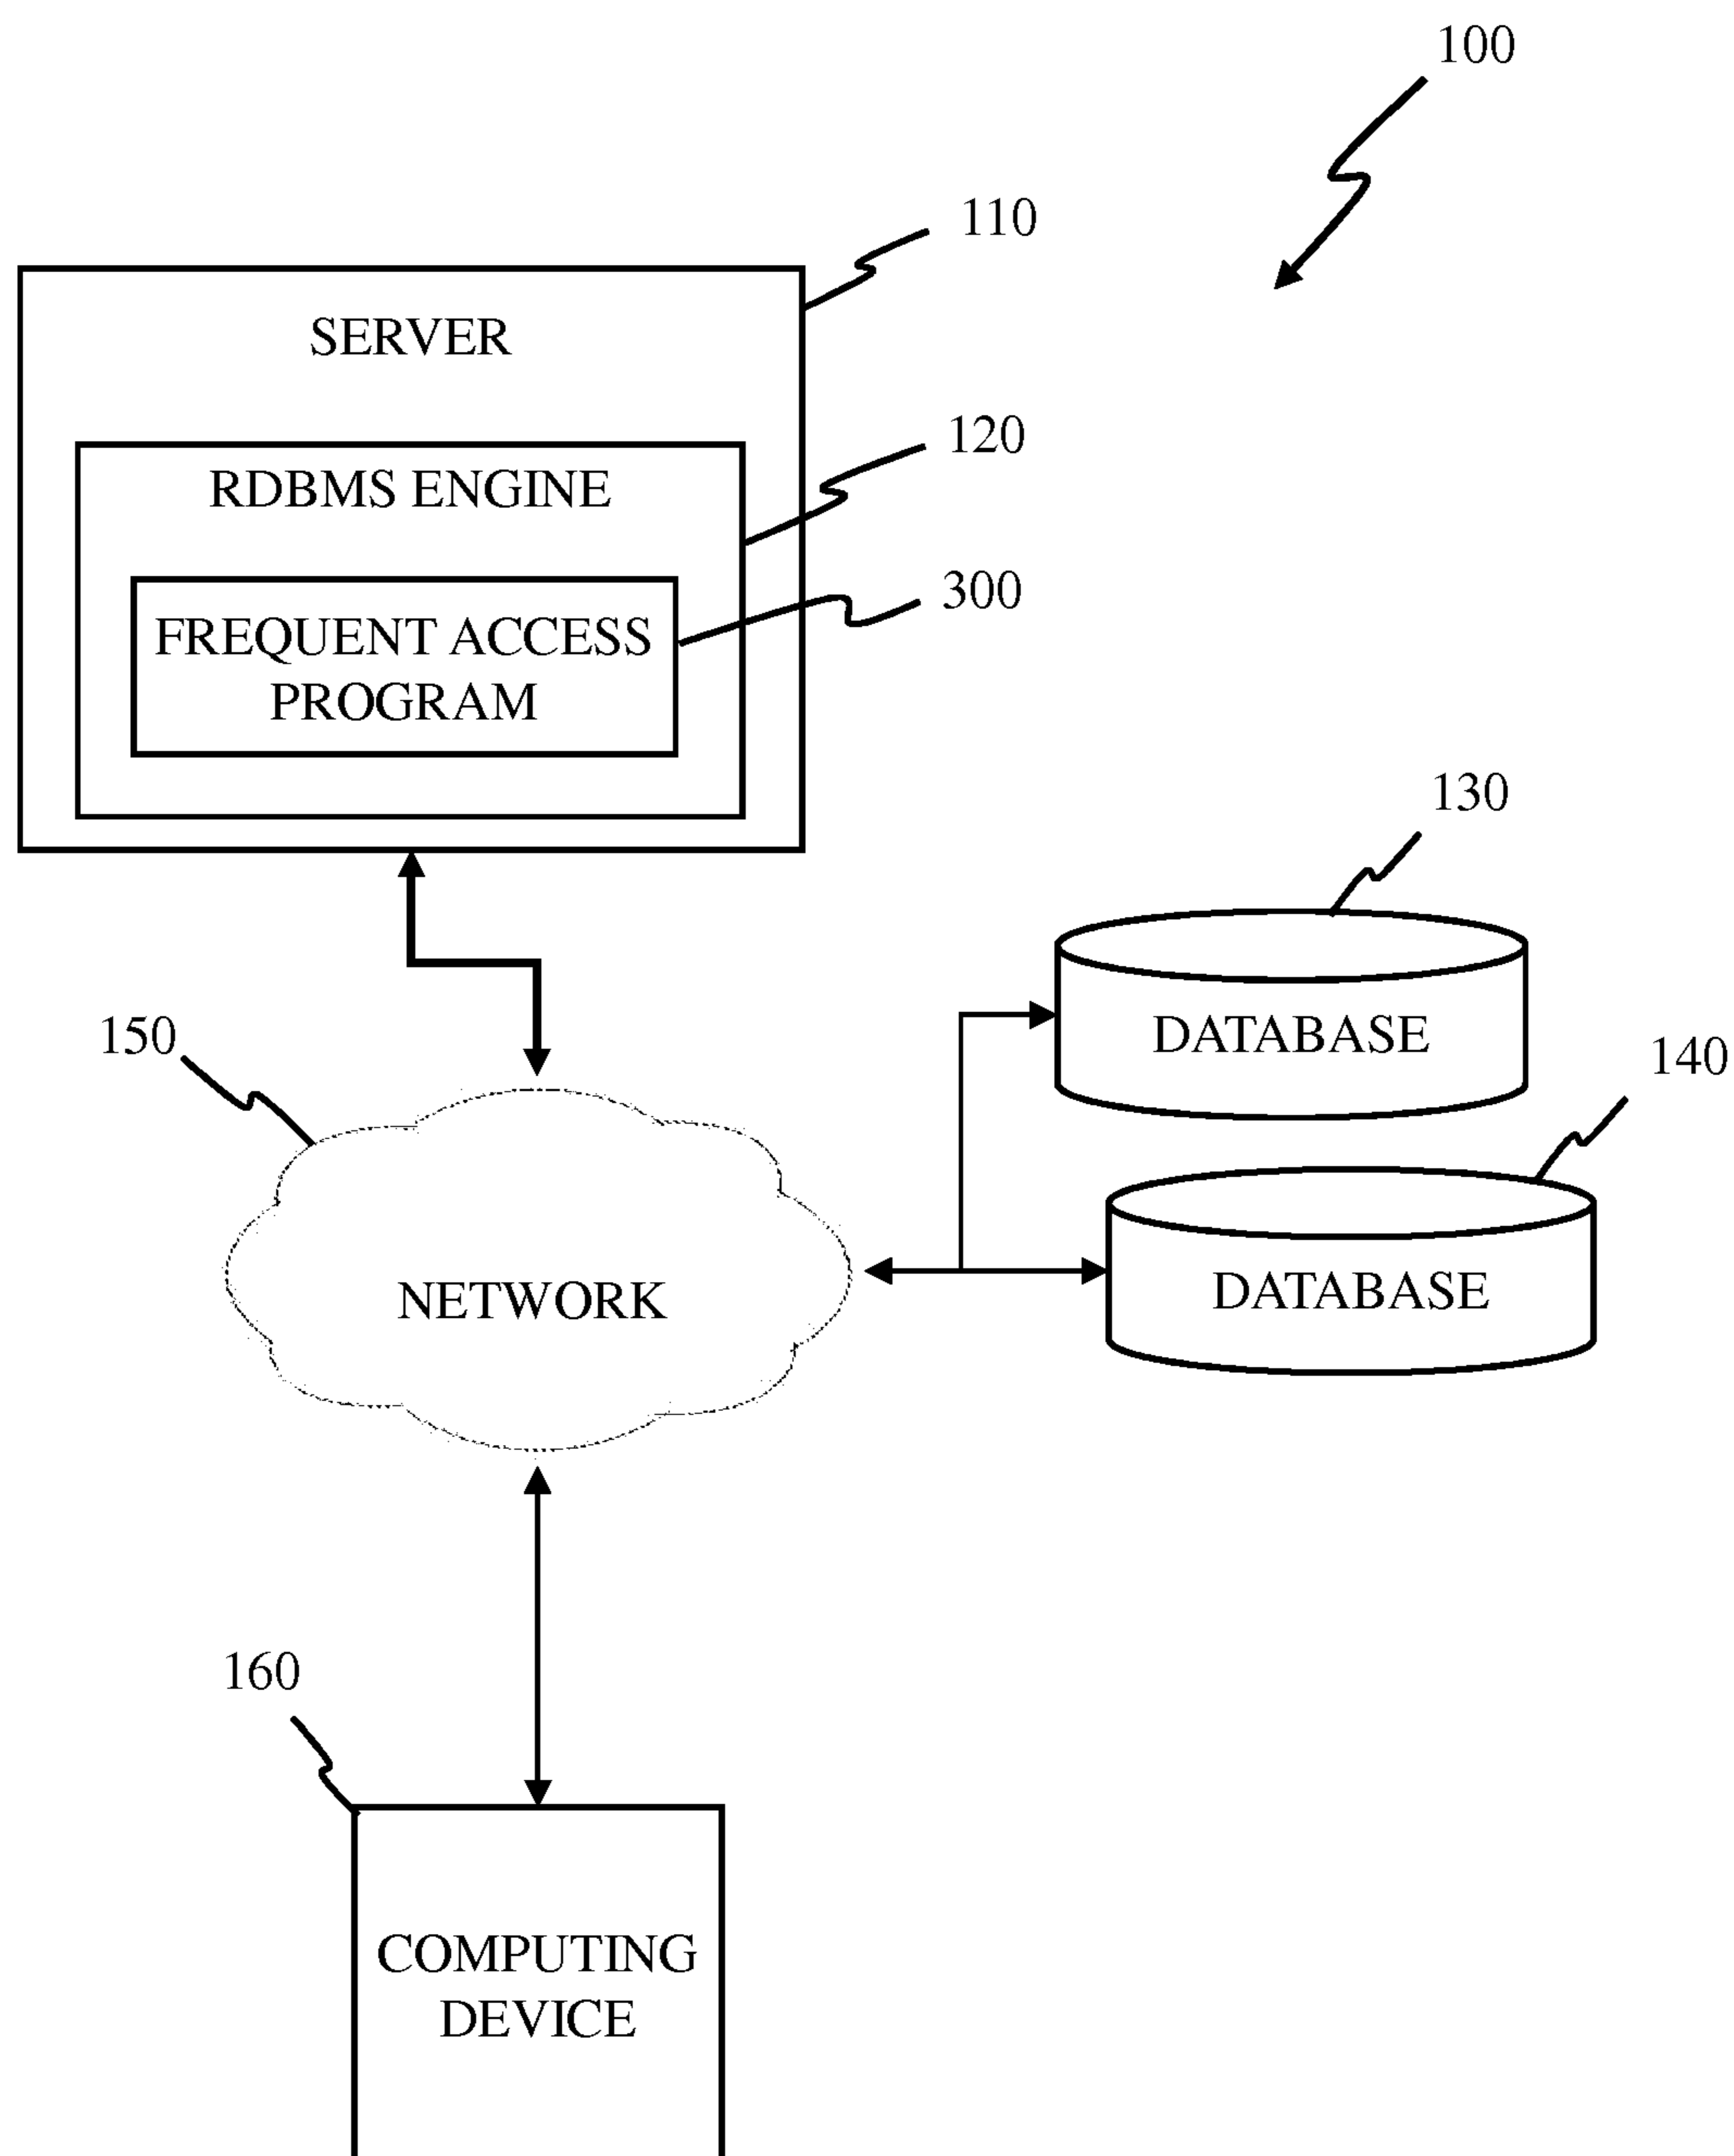 100
110
SERVER
120
RDBMS ENGINE
300
FREQUENT ACCESS
PROGRAM
130
150
DATABASE
140
NETWORK
DATABASE
160
COMPUTING
DEVICE